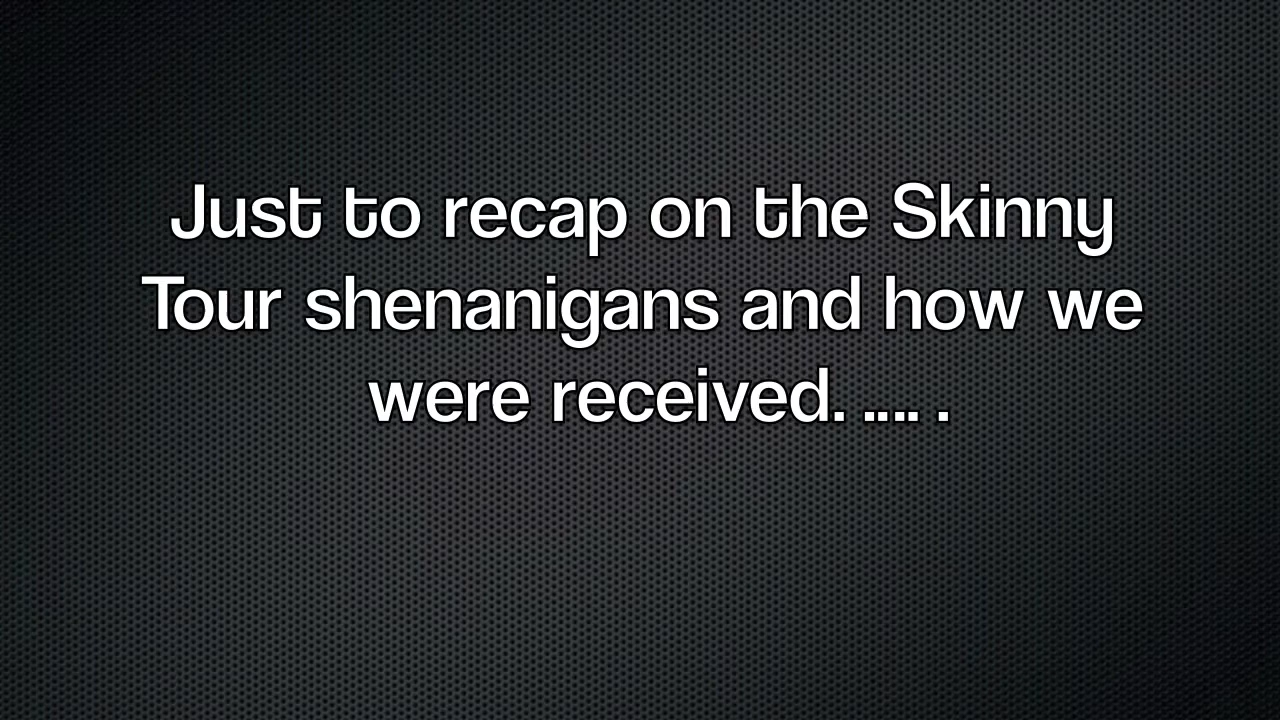 Just to recap on the Skinny
Tour shenanigans and how we
were received. .... .